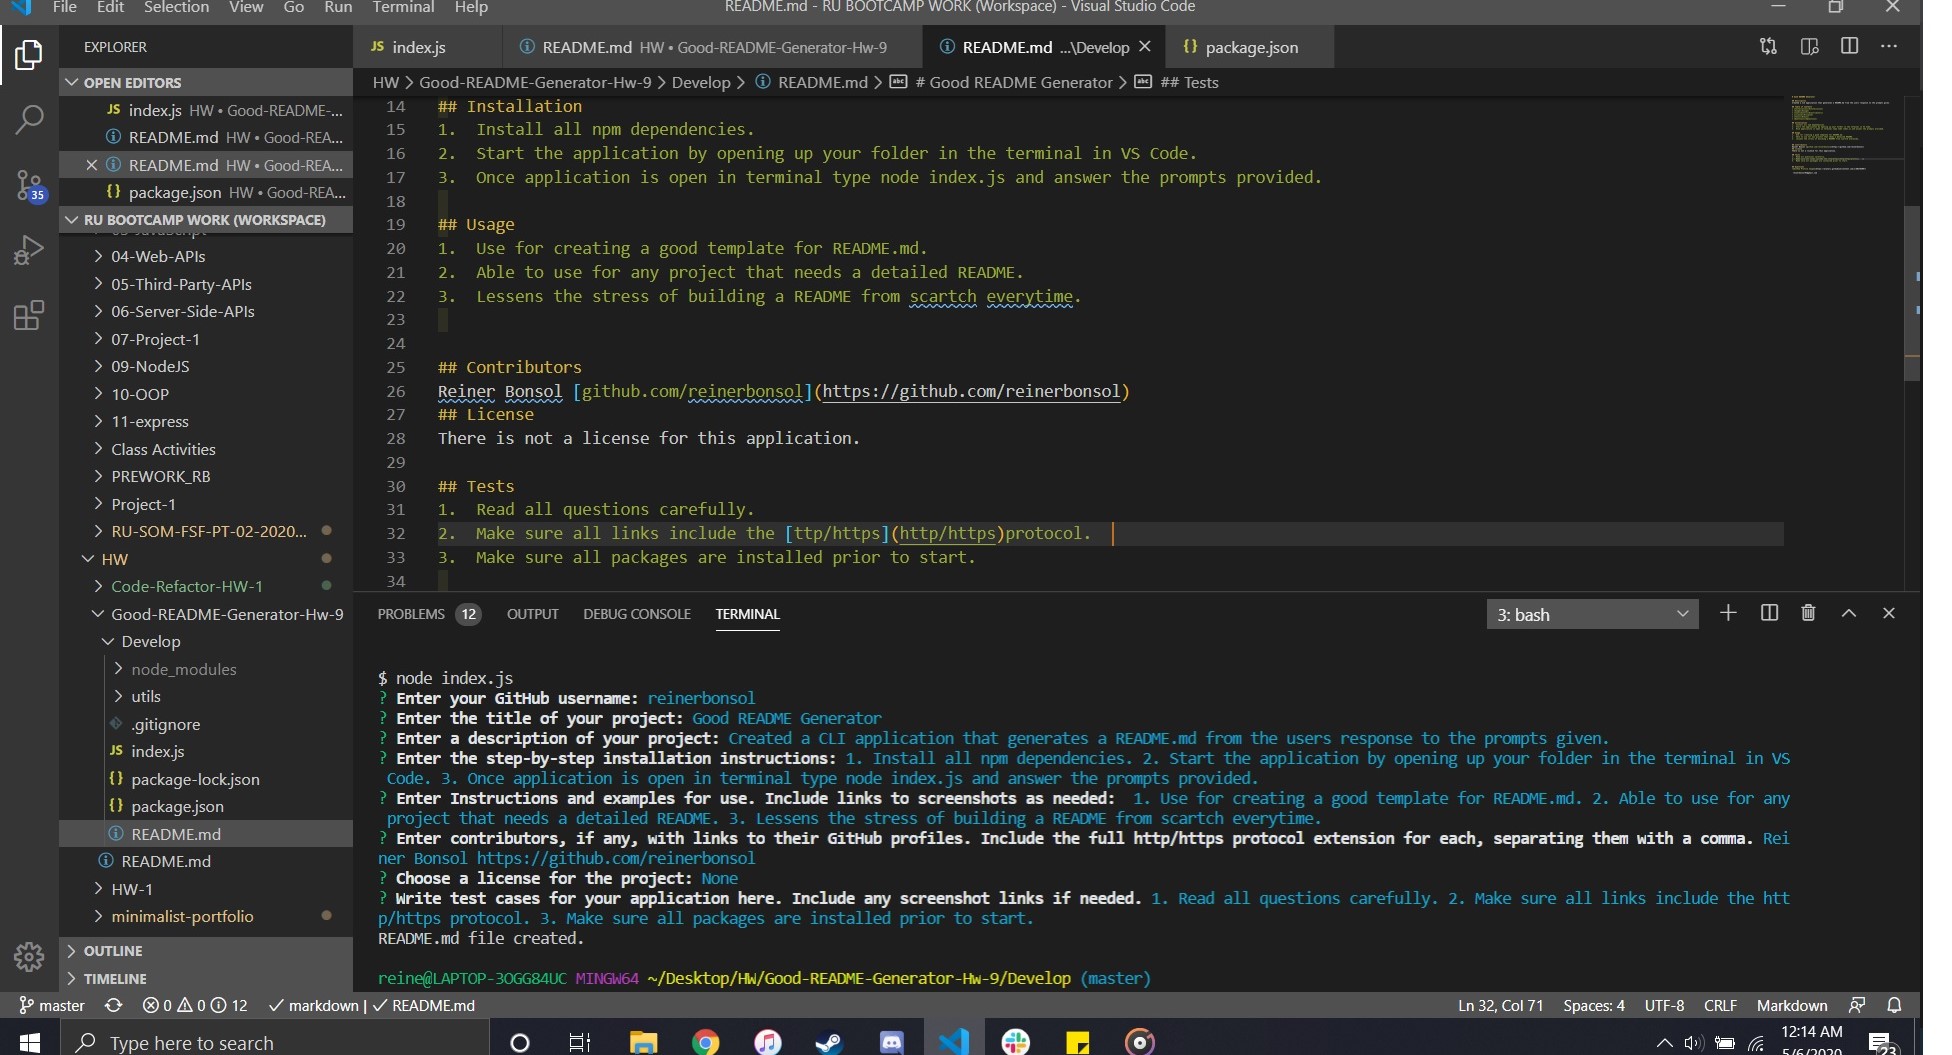 File Edit Selection View Go Run Terminal Help
README.md - RU BOOTCAMP WORK (Workspace) - Visual Studio Code
EXPLORER
OPEN EDITORS
JS index.js HW • Good-README-...
README.md HW • Good-REA...
README.md HW • Good-REA...
{} package.json HW • Good-REA...
35
RU BOOTCAMP WORK (WORKSPACE)
04-Web-APIs
05-Third-Party-APIs
06-Server-Side-APIs
07-Project-1
09-NodeJS
10-OOP
11-express
Class Activities
PREWORK_RB
Project-1
RU-SOM-FSF-PT-02-2020...
HW
Code-Refactor-HW-1
Good-README-Generator-Hw-9
Develop
node_modules
utils
.gitignore
JS index.js
{} package-lock.json
{} package.json
README.md
README.md
HW-1
minimalist-portfolio
OUTLINE
TIMELINE
JS index.js
README.md HW • Good-README-Generator-Hw-9
README.md ...\Develop
{} package.json
HW > Good-README-Generator-Hw-9 > Develop > README.md > abc # Good README Generator > abc ## Tests
14 ## Installation
15 1. Install all npm dependencies.
16 2. Start the application by opening up your folder in the terminal in VS Code.
17 3. Once application is open in terminal type node index.js and answer the prompts provided.
18
19 ## Usage
20 1. Use for creating a good template for README.md.
21 2. Able to use for any project that needs a detailed README.
22 3. Lessens the stress of building a README from scartch everytime.
23
24
25 ## Contributors
26 Reiner Bonsol [github.com/reinerbonsol](https://github.com/reinerbonsol)
27 ## License
28 There is not a license for this application.
29
30 ## Tests
31 1. Read all questions carefully.
32 2. Make sure all links include the [ttp/https](http/https)protocol.
33 3. Make sure all packages are installed prior to start.
34
PROBLEMS 12 OUTPUT DEBUG CONSOLE TERMINAL
3: bash
$ node index.js
? Enter your GitHub username: reinerbonsol
? Enter the title of your project: Good README Generator
? Enter a description of your project: Created a CLI application that generates a README.md from the users response to the prompts given.
? Enter the step-by-step installation instructions: 1. Install all npm dependencies. 2. Start the application by opening up your folder in the terminal in VS
Code. 3. Once application is open in terminal type node index.js and answer the prompts provided.
? Enter Instructions and examples for use. Include links to screenshots as needed: 1. Use for creating a good template for README.md. 2. Able to use for any
project that needs a detailed README. 3. Lessens the stress of building a README from scartch everytime.
? Enter contributors, if any, with links to their GitHub profiles. Include the full http/https protocol extension for each, separating them with a comma. Rei
ner Bonsol https://github.com/reinerbonsol
? Choose a license for the project: None
? Write test cases for your application here. Include any screenshot links if needed. 1. Read all questions carefully. 2. Make sure all links include the htt
p/https protocol. 3. Make sure all packages are installed prior to start.
README.md file created.
reine@LAPTOP-3OGG84UC MINGW64 ~/Desktop/HW/Good-README-Generator-Hw-9/Develop (master)
master 0 0 12 markdown | README.md
Ln 32, Col 71 Spaces: 4 UTF-8 CRLF Markdown
Type here to search
12:14 AM
5/6/2020
23